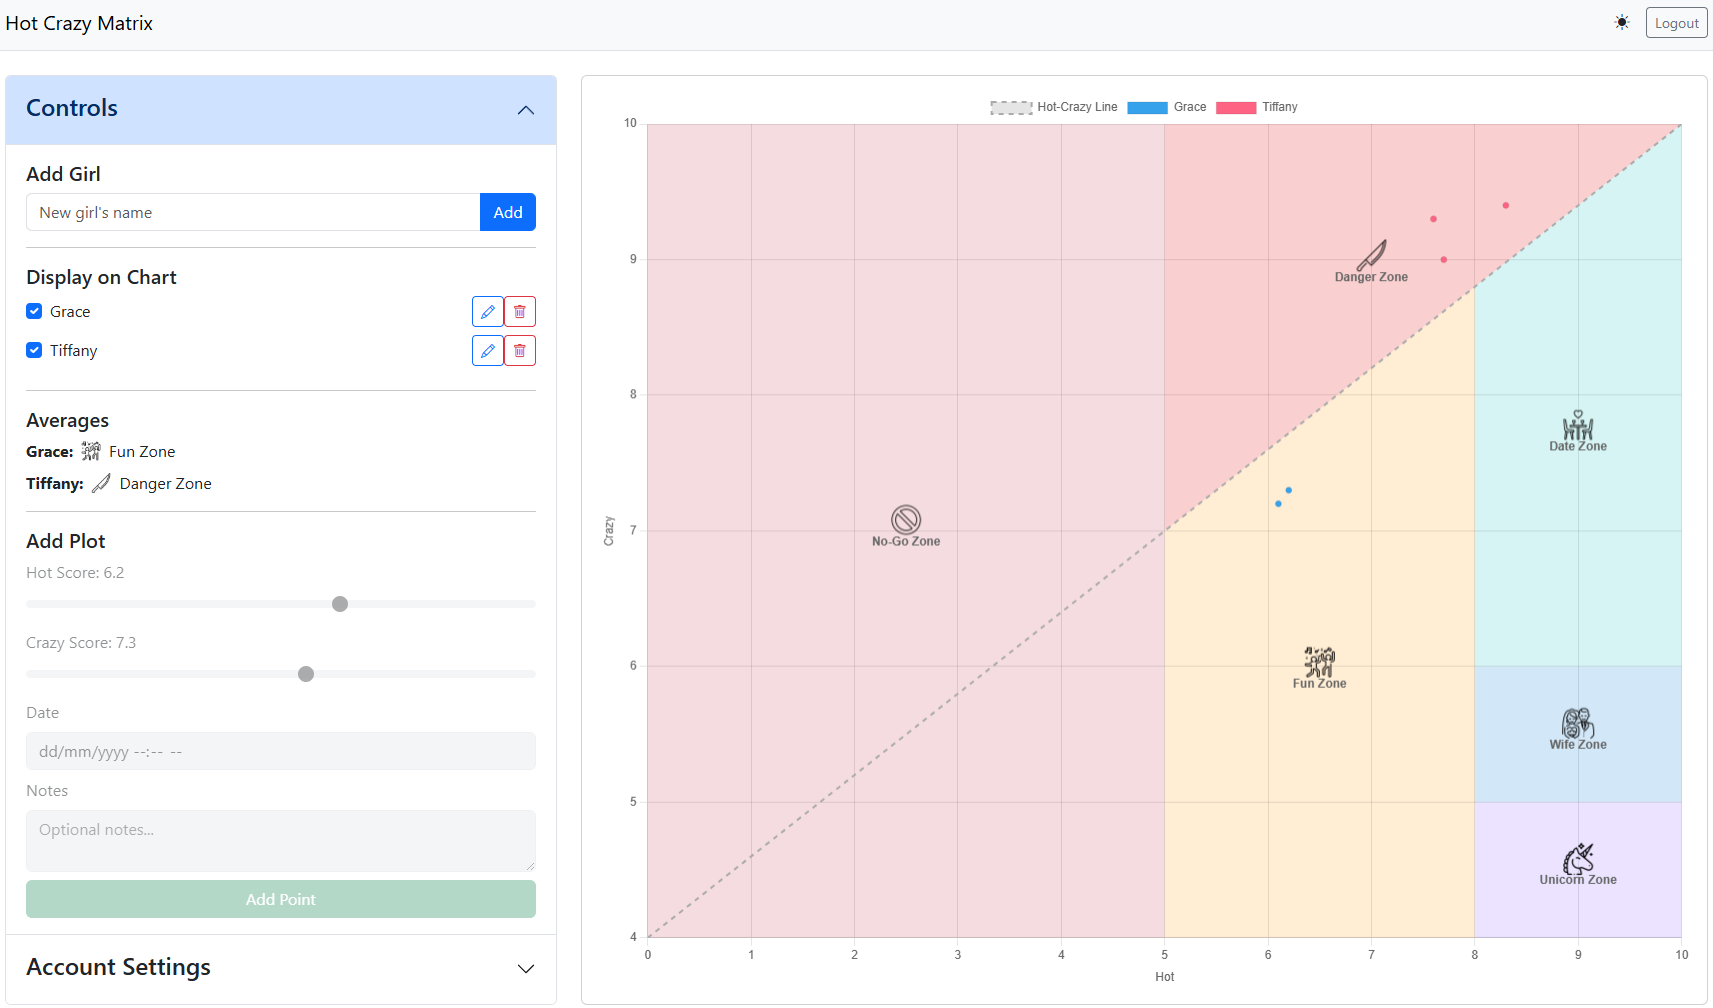 Hot Crazy Matrix
Logout
Controls
Add Girl
New girl's name
Add
Display on Chart
Grace
Tiffany
Averages
Grace: Fun Zone
Tiffany: Danger Zone
Add Plot
Hot Score: 6.2
Crazy Score: 7.3
Date
dd/mm/yyyy --:-- --
Notes
Optional notes...
Add Point
Account Settings
Hot-Crazy Line Grace Tiffany
10
9
8
7
6
5
4
Crazy
Danger Zone
Date Zone
No-Go Zone
Fun Zone
Wife Zone
Unicorn Zone
0 1 2 3 4 5 6 7 8 9 10
Hot